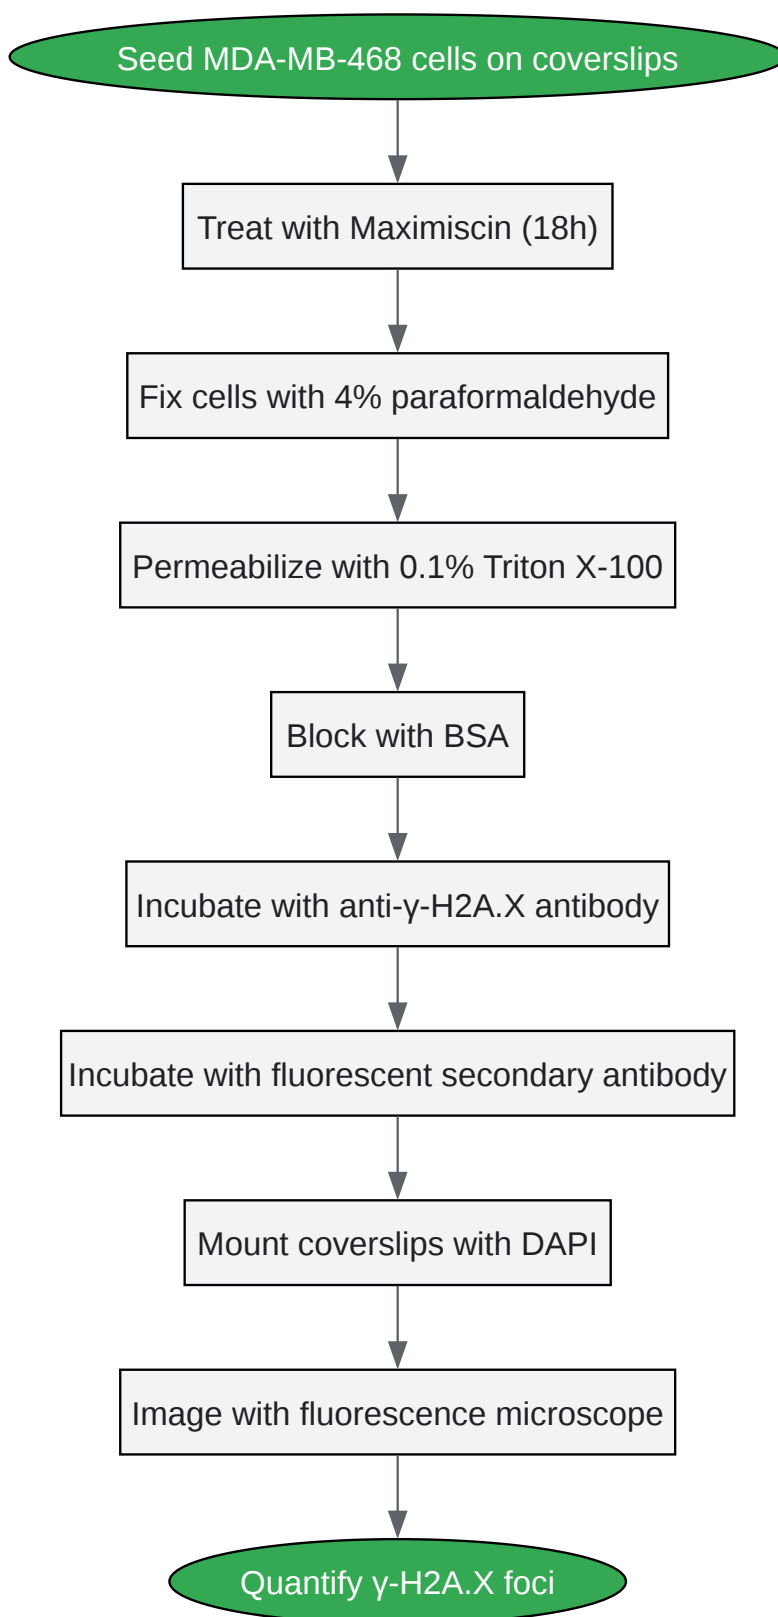 Seed MDA-MB-468 cells on coverslips
Treat with Maximiscin (18h)
Fix cells with 4% paraformaldehyde
Permeabilize with 0.1% Triton X-100
Block with BSA
Incubate with anti-γ-H2A.X antibody
Incubate with fluorescent secondary antibody
Mount coverslips with DAPI
Image with fluorescence microscope
Quantify γ-H2A.X foci